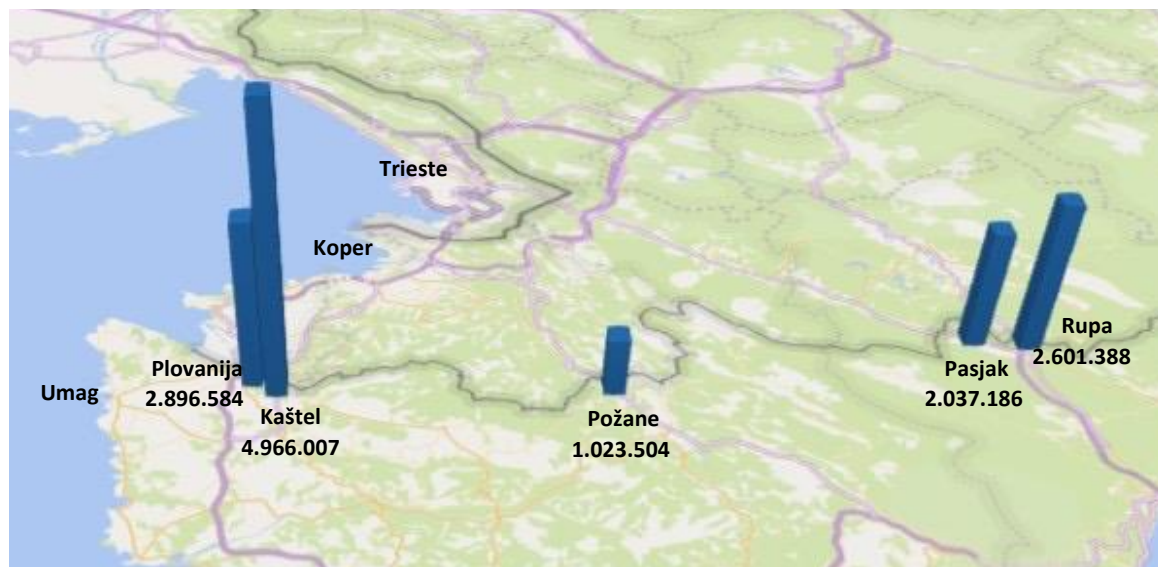 Trieste
Koper
Umag
Plovanija
2.896.584
Kaštel
4.966.007
Požane
1.023.504
Pasjak
2.037.186
Rupa
2.601.388